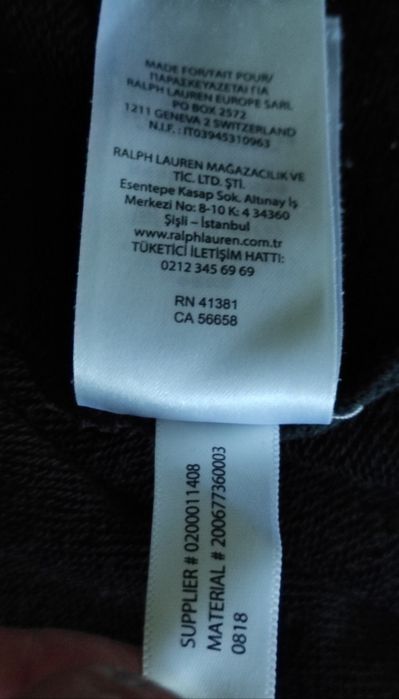 MADE FOR/FAIT POUR/
ΠΑΡΑΣΚΕΥΑΖΕΤΑΙ ΓΙΑ
RALPH LAUREN EUROPE SARL
PO BOX 2572
1211 GENEVA 2 SWITZERLAND
N.I.F. : IT03945310963
RALPH LAUREN MAĞAZACILIK VE
TİC. LTD. ŞTİ.
Esentepe Kasap Sok. Altınay İş
Merkezi No: 8-10 K: 4 34360
Şişli – İstanbul
www.ralphlauren.com.tr
TÜKETİCİ İLETİŞİM HATTI:
0212 345 69 69
RN 41381
CA 56658
SUPPLIER # 0200011408
MATERIAL # 200677360003
0818